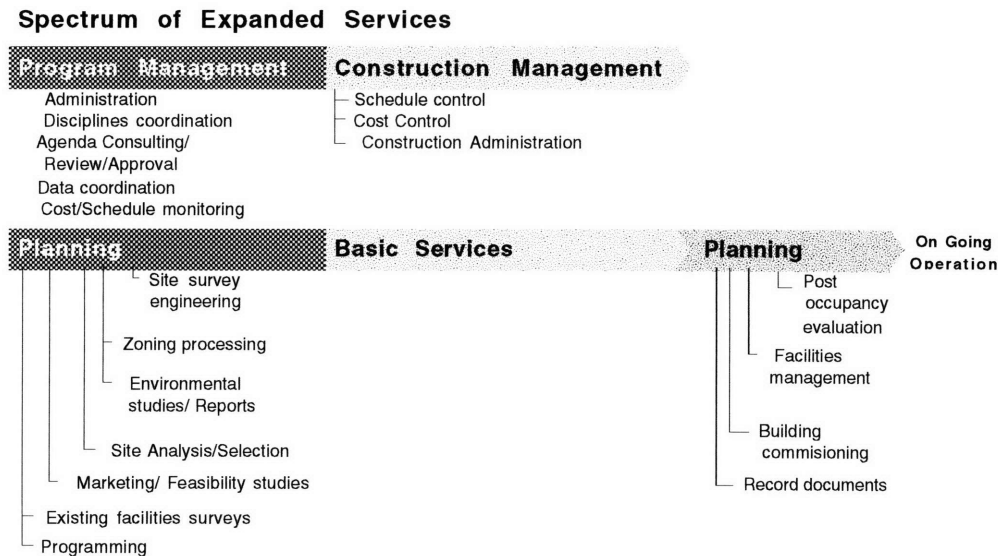 Spectrum of Expanded Services
Program Management
Construction Management
Administration
Disciplines coordination
Agenda Consulting/
Review/Approval
Data coordination
Cost/Schedule monitoring
Schedule control
Cost Control
Construction Administration
Planning
Basic Services
Planning
On Going
Operation
Site survey
engineering
Zoning processing
Environmental
studies/ Reports
Site Analysis/Selection
Marketing/ Feasibility studies
Existing facilities surveys
Programming
Post
occupancy
evaluation
Facilities
management
Building
commisioning
Record documents